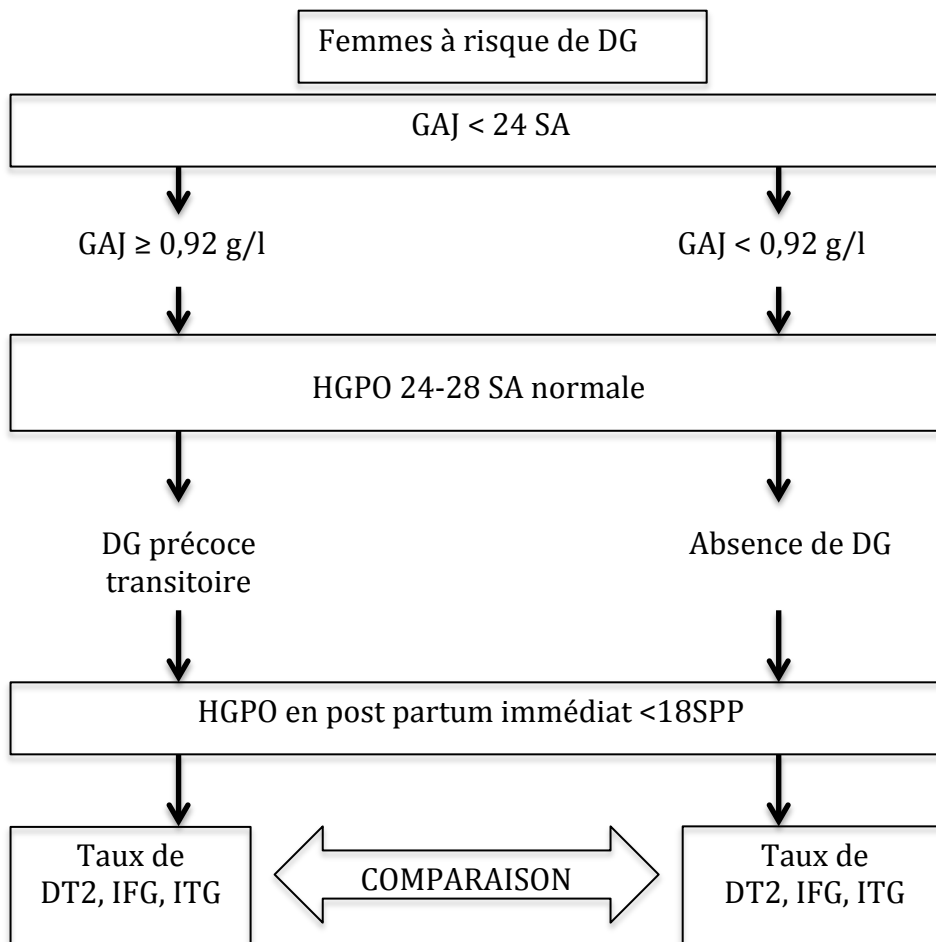 Femmes à risque de DG
GAJ < 24 SA
GAJ ≥ 0,92 g/l
GAJ < 0,92 g/l
HGPO 24-28 SA normale
DG précoce
transitoire
Absence de DG
HGPO en post partum immédiat <18SPP
Taux de
DT2, IFG, ITG
COMPARAISON
Taux de
DT2, IFG, ITG